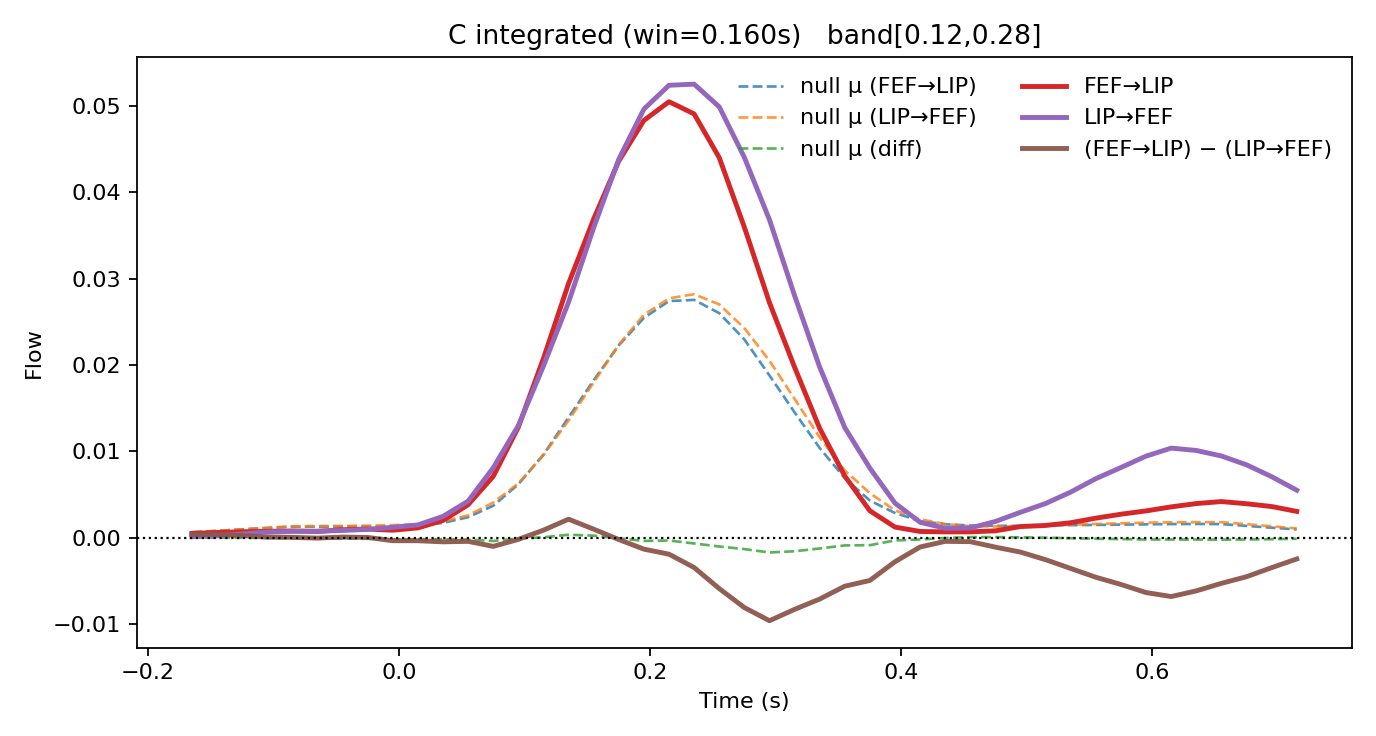 C integrated (win=0.160s)   band[0.12,0.28]
null μ (FEF→LIP)
null μ (LIP→FEF)
null μ (diff)
FEF→LIP
LIP→FEF
(FEF→LIP) − (LIP→FEF)
Flow
0.05
0.04
0.03
0.02
0.01
0.00
−0.01
−0.2
0.0
0.2
0.4
0.6
Time (s)